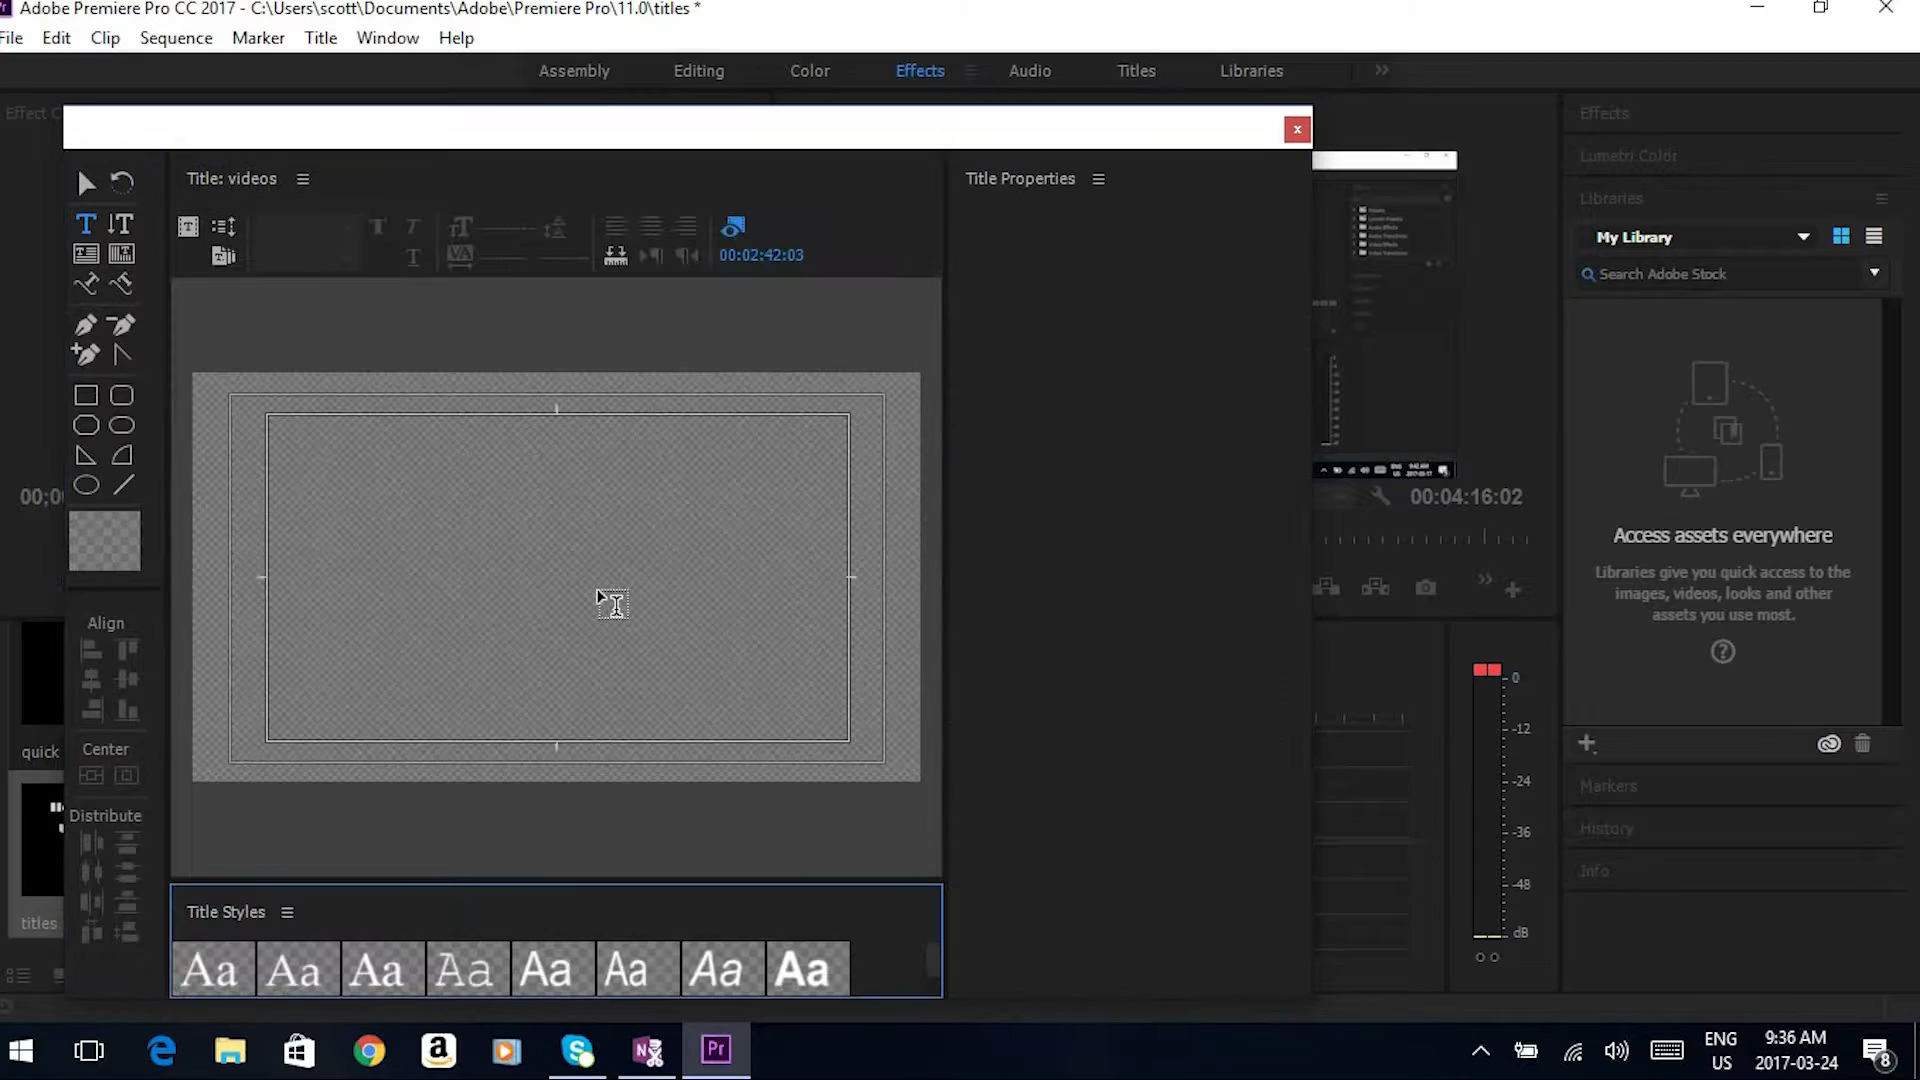 Adobe Premiere Pro CC 2017 - C:\Users\scott\Documents\Adobe\Premiere Pro\11.0\titles *
File Edit Clip Sequence Marker Title Window Help
Assembly Editing Color Effects Audio Titles Libraries
Effect C
Title: videos
Title Properties
00:02:42:03
Effects
Lumetri Color
Libraries
My Library
Search Adobe Stock
00;0
00:04:16:02
Access assets everywhere
Libraries give you quick access to the
images, videos, looks and other
assets you use most.
Align
Center
Distribute
quick
titles
0
-12
-24
-36
-48
dB
Markers
History
Info
Title Styles
Aa Aa Aa Aa Aa Aa Aa Aa
ENG
US
9:36 AM
2017-03-24
8